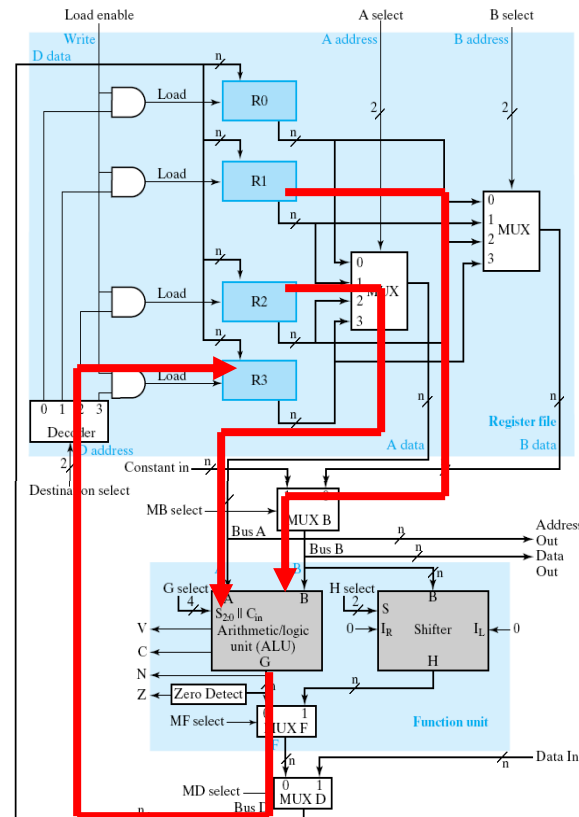 Load enable
A select
B select
Write
A address
B address
D data
n
Load
R0
2
2
n
n
Load
R1
0
1
2
3
MUX
n
n
0
1
2
3
MUX
n
Load
R2
n
n
Load
R3
n
n
n
0 1 2 3
Decoder
D address
Register file
A data
B data
2
Destination select
Constant in
n
n
1 0
MB select
MUX B
Bus A
n
Address
Out
Bus B
n
Data
Out
A
B
n
G select
4
A
B
H select
2
B
S2:0 || Cin
S
V
Arithmetic/logic
unit (ALU)
0
IR
Shifter
IL
0
C
G
H
N
n
Z
Zero Detect
n
0 1
MF select
MUX F
Function unit
F
n
n
Data In
MD select
0 1
n
Bus D
MUX D